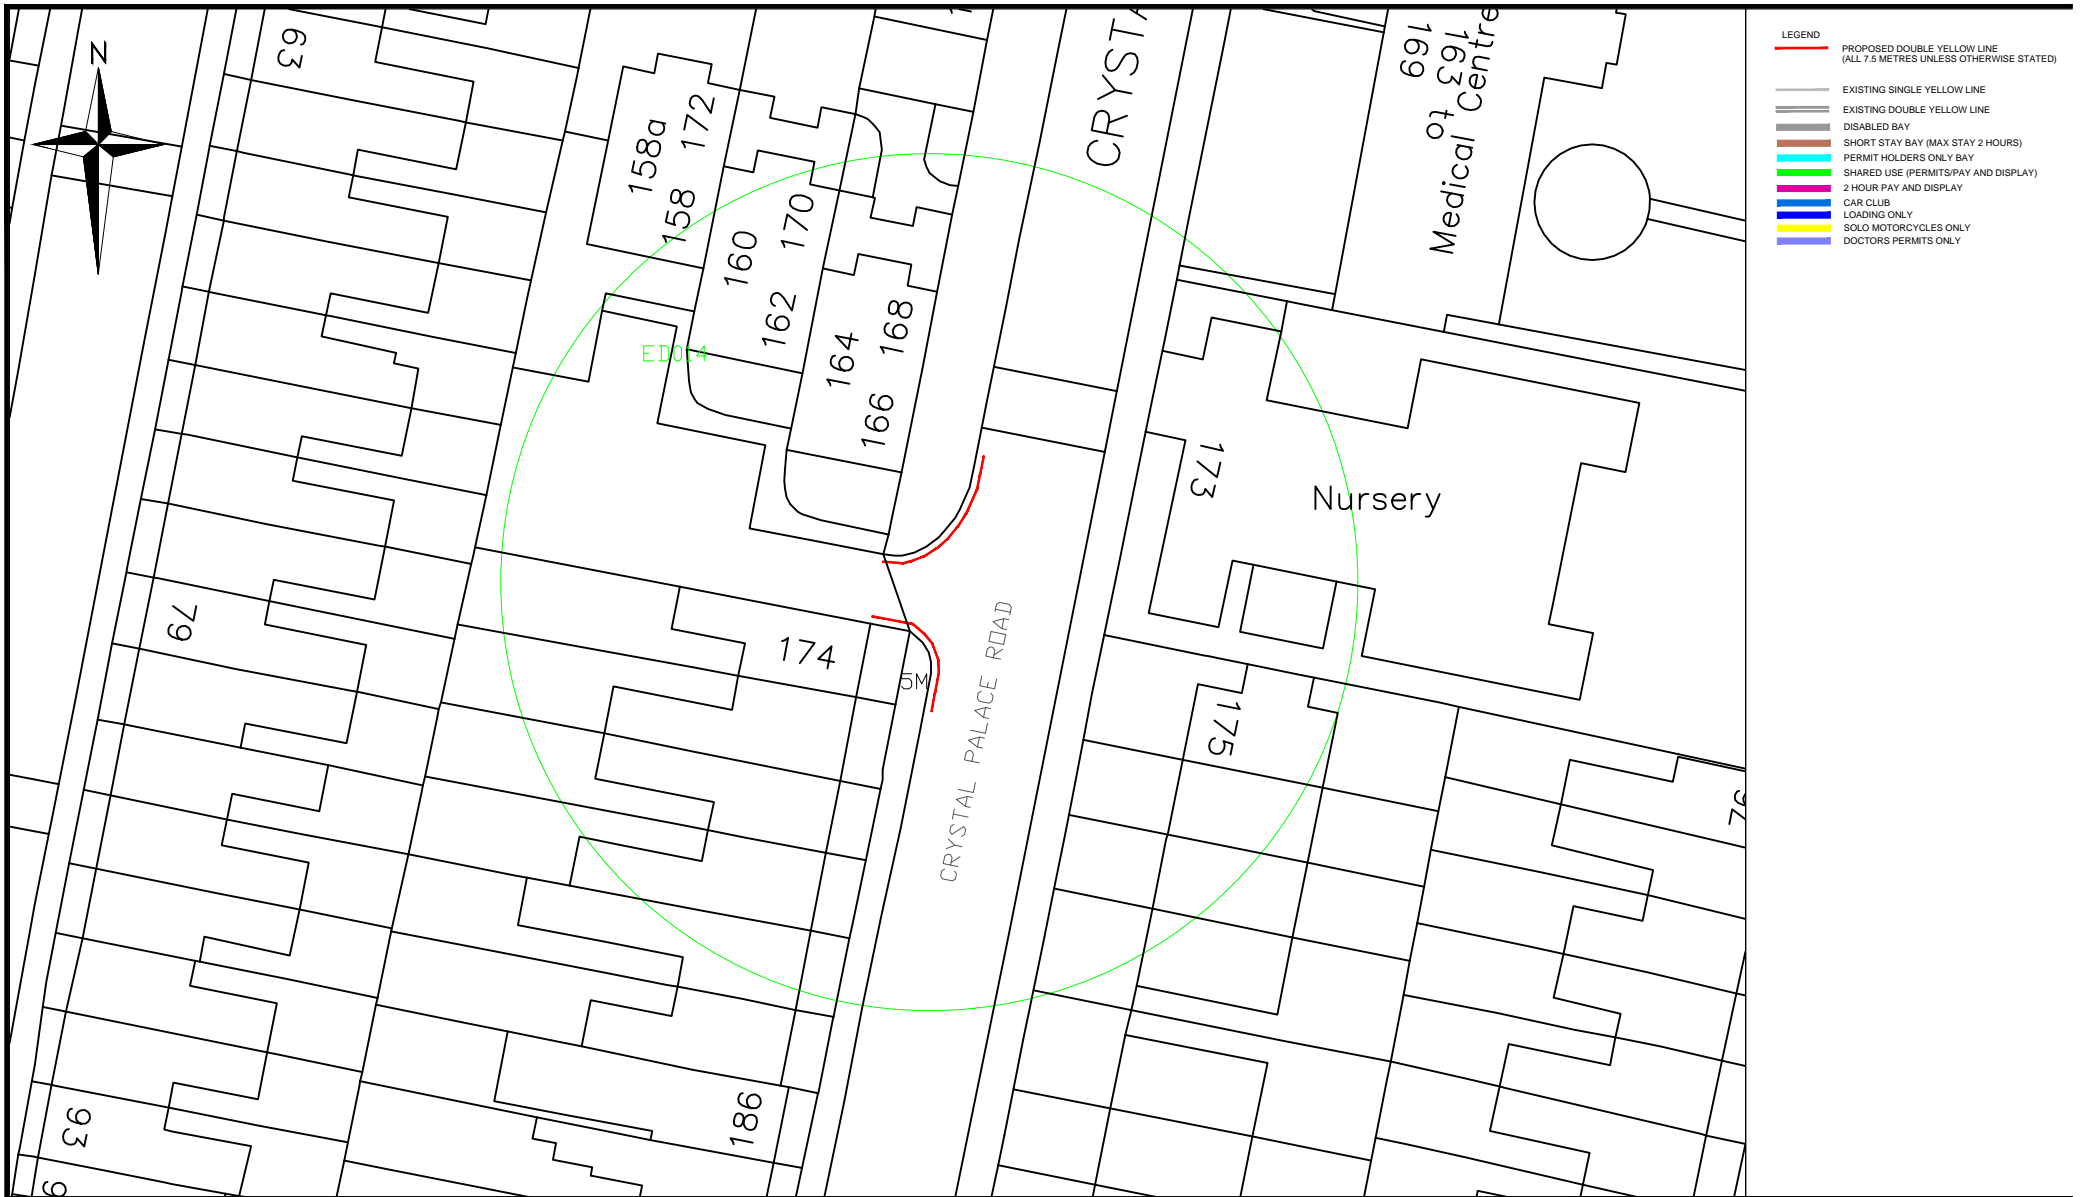 N
63
79
93
158a
172
158
160
170
162
164
168
166
ED014
174
5M
186
CRYSTAL PALACE ROAD
CRYSTA
169
163
to
Medical Centre
173
Nursery
175
LEGEND
PROPOSED DOUBLE YELLOW LINE
(ALL 7.5 METRES UNLESS OTHERWISE STATED)
EXISTING SINGLE YELLOW LINE
EXISTING DOUBLE YELLOW LINE
DISABLED BAY
SHORT STAY BAY (MAX STAY 2 HOURS)
PERMIT HOLDERS ONLY BAY
SHARED USE (PERMITS/PAY AND DISPLAY)
2 HOUR PAY AND DISPLAY
CAR CLUB
LOADING ONLY
SOLO MOTORCYCLES ONLY
DOCTORS PERMITS ONLY